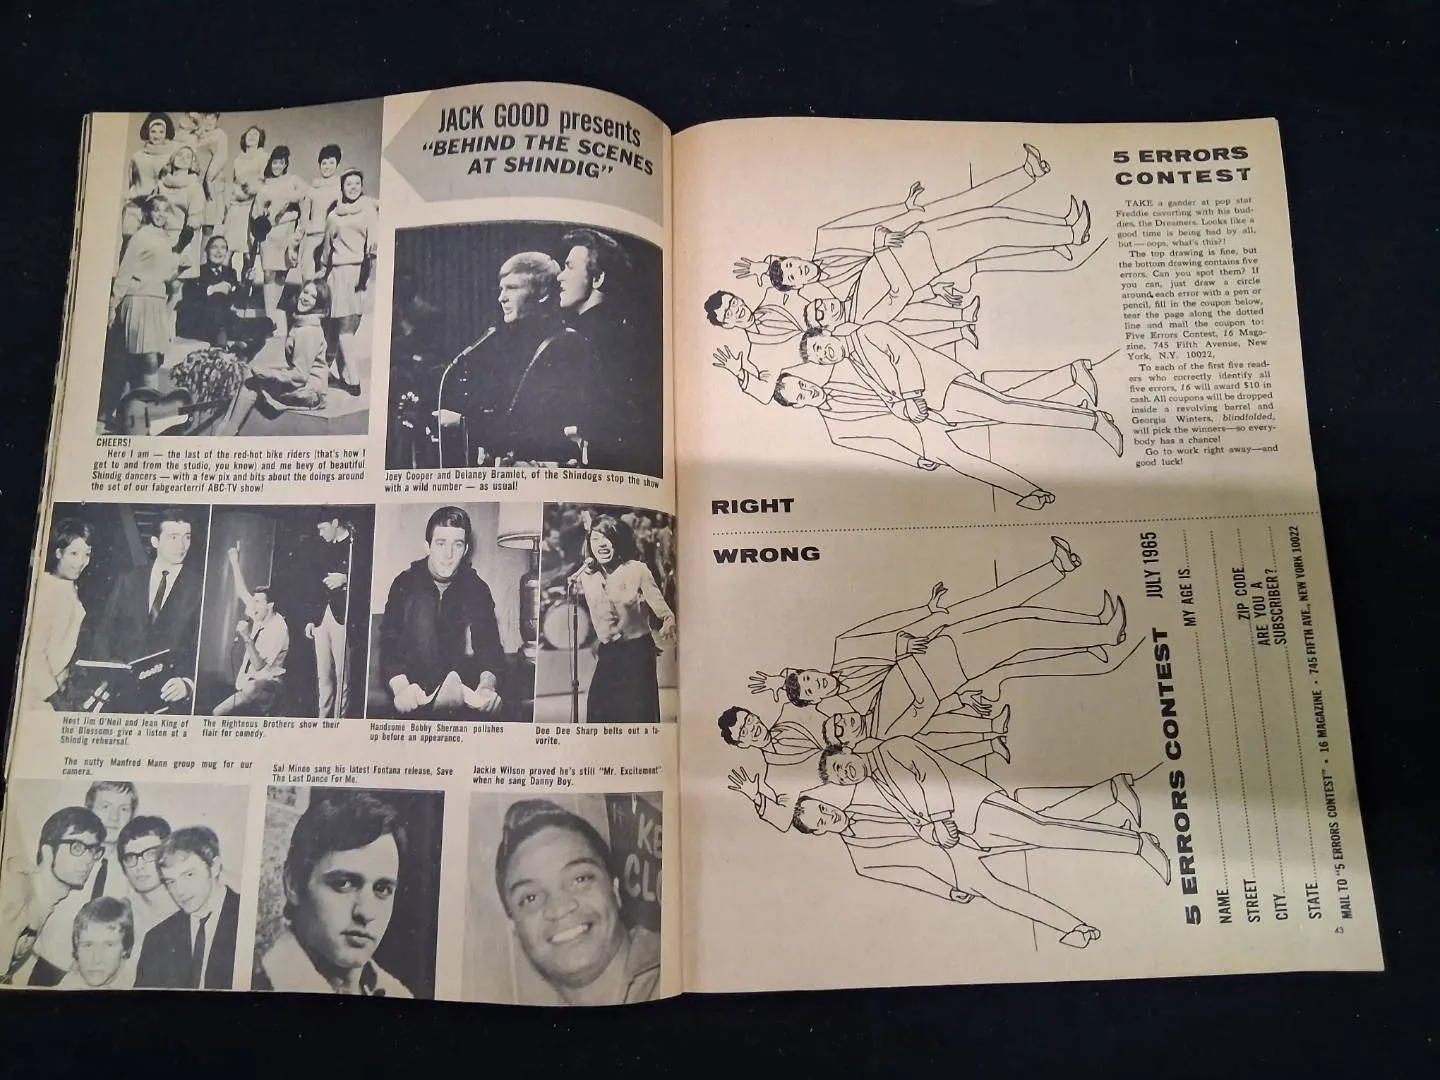 JACK GOOD presents
"BEHIND THE SCENES
AT SHINDIG"
CHEERS!
Here I am — the last of the red-hot bike riders (that's how I
get to and from the studio, you know) and me bevy of beautiful
Shindig dancers — with a few pix and bits about the doings around
the set of our fabgearterrif ABC-TV show!
Joey Cooper and Delaney Bramlet, of the Shindogs stop the show
with a wild number — as usual!
Host Jim O'Neil and Jean King of
the Blossoms give a listen at a
Shindig rehearsal.
The Righteous Brothers show their
flair for comedy.
Handsome Bobby Sherman polishes
up before an appearance.
Dee Dee Sharp belts out a fa-
vorite.
The nutty Manfred Mann group mug for our
camera.
Sal Mineo sang his latest Fontana release, Save
The Last Dance For Me.
Jackie Wilson proved he's still "Mr. Excitement"
when he sang Danny Boy.
KE
CLO
5 ERRORS
CONTEST
TAKE a gander at pop star
Freddie cavorting with his bud-
dies, the Dreamers. Looks like a
good time is being had by all,
but — oops, what's this?!
The top drawing is fine, but
the bottom drawing contains five
errors. Can you spot them? If
you can, just draw a circle
around each error with a pen or
pencil, fill in the coupon below,
tear the page along the dotted
line and mail the coupon to:
Five Errors Contest, 16 Maga-
zine, 745 Fifth Avenue, New
York, N.Y. 10022.
To each of the first five read-
ers who correctly identify all
five errors, 16 will award $10 in
cash. All coupons will be dropped
inside a revolving barrel and
Georgia Winters, blindfolded,
will pick the winners—so every-
body has a chance!
Go to work right away—and
good luck!
RIGHT
WRONG
5 ERRORS CONTEST JULY 1965
NAME MY AGE IS
STREET
CITY ZIP CODE
ARE YOU A
STATE SUBSCRIBER?
MAIL TO "5 ERRORS CONTEST" • 16 MAGAZINE • 745 FIFTH AVE., NEW YORK 10022
43